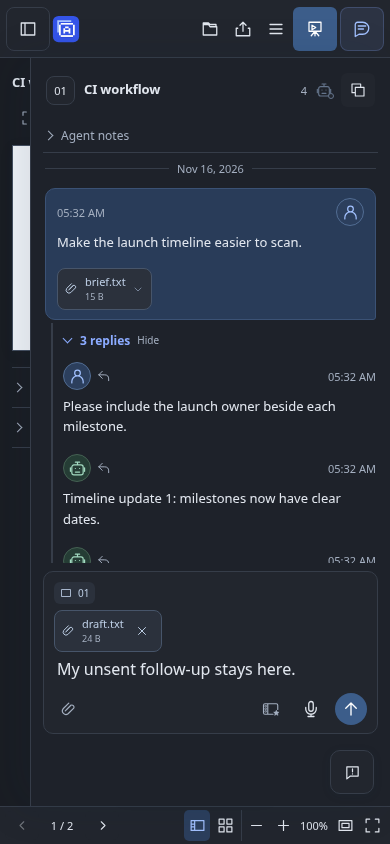 CI
01 CI workflow 4
Agent notes
Nov 16, 2026
05:32 AM
Make the launch timeline easier to scan.
brief.txt
15 B
3 replies Hide
05:32 AM
Please include the launch owner beside each
milestone.
05:32 AM
Timeline update 1: milestones now have clear
dates.
05:32 AM
01
draft.txt
24 B
My unsent follow-up stays here.
1 / 2 100%